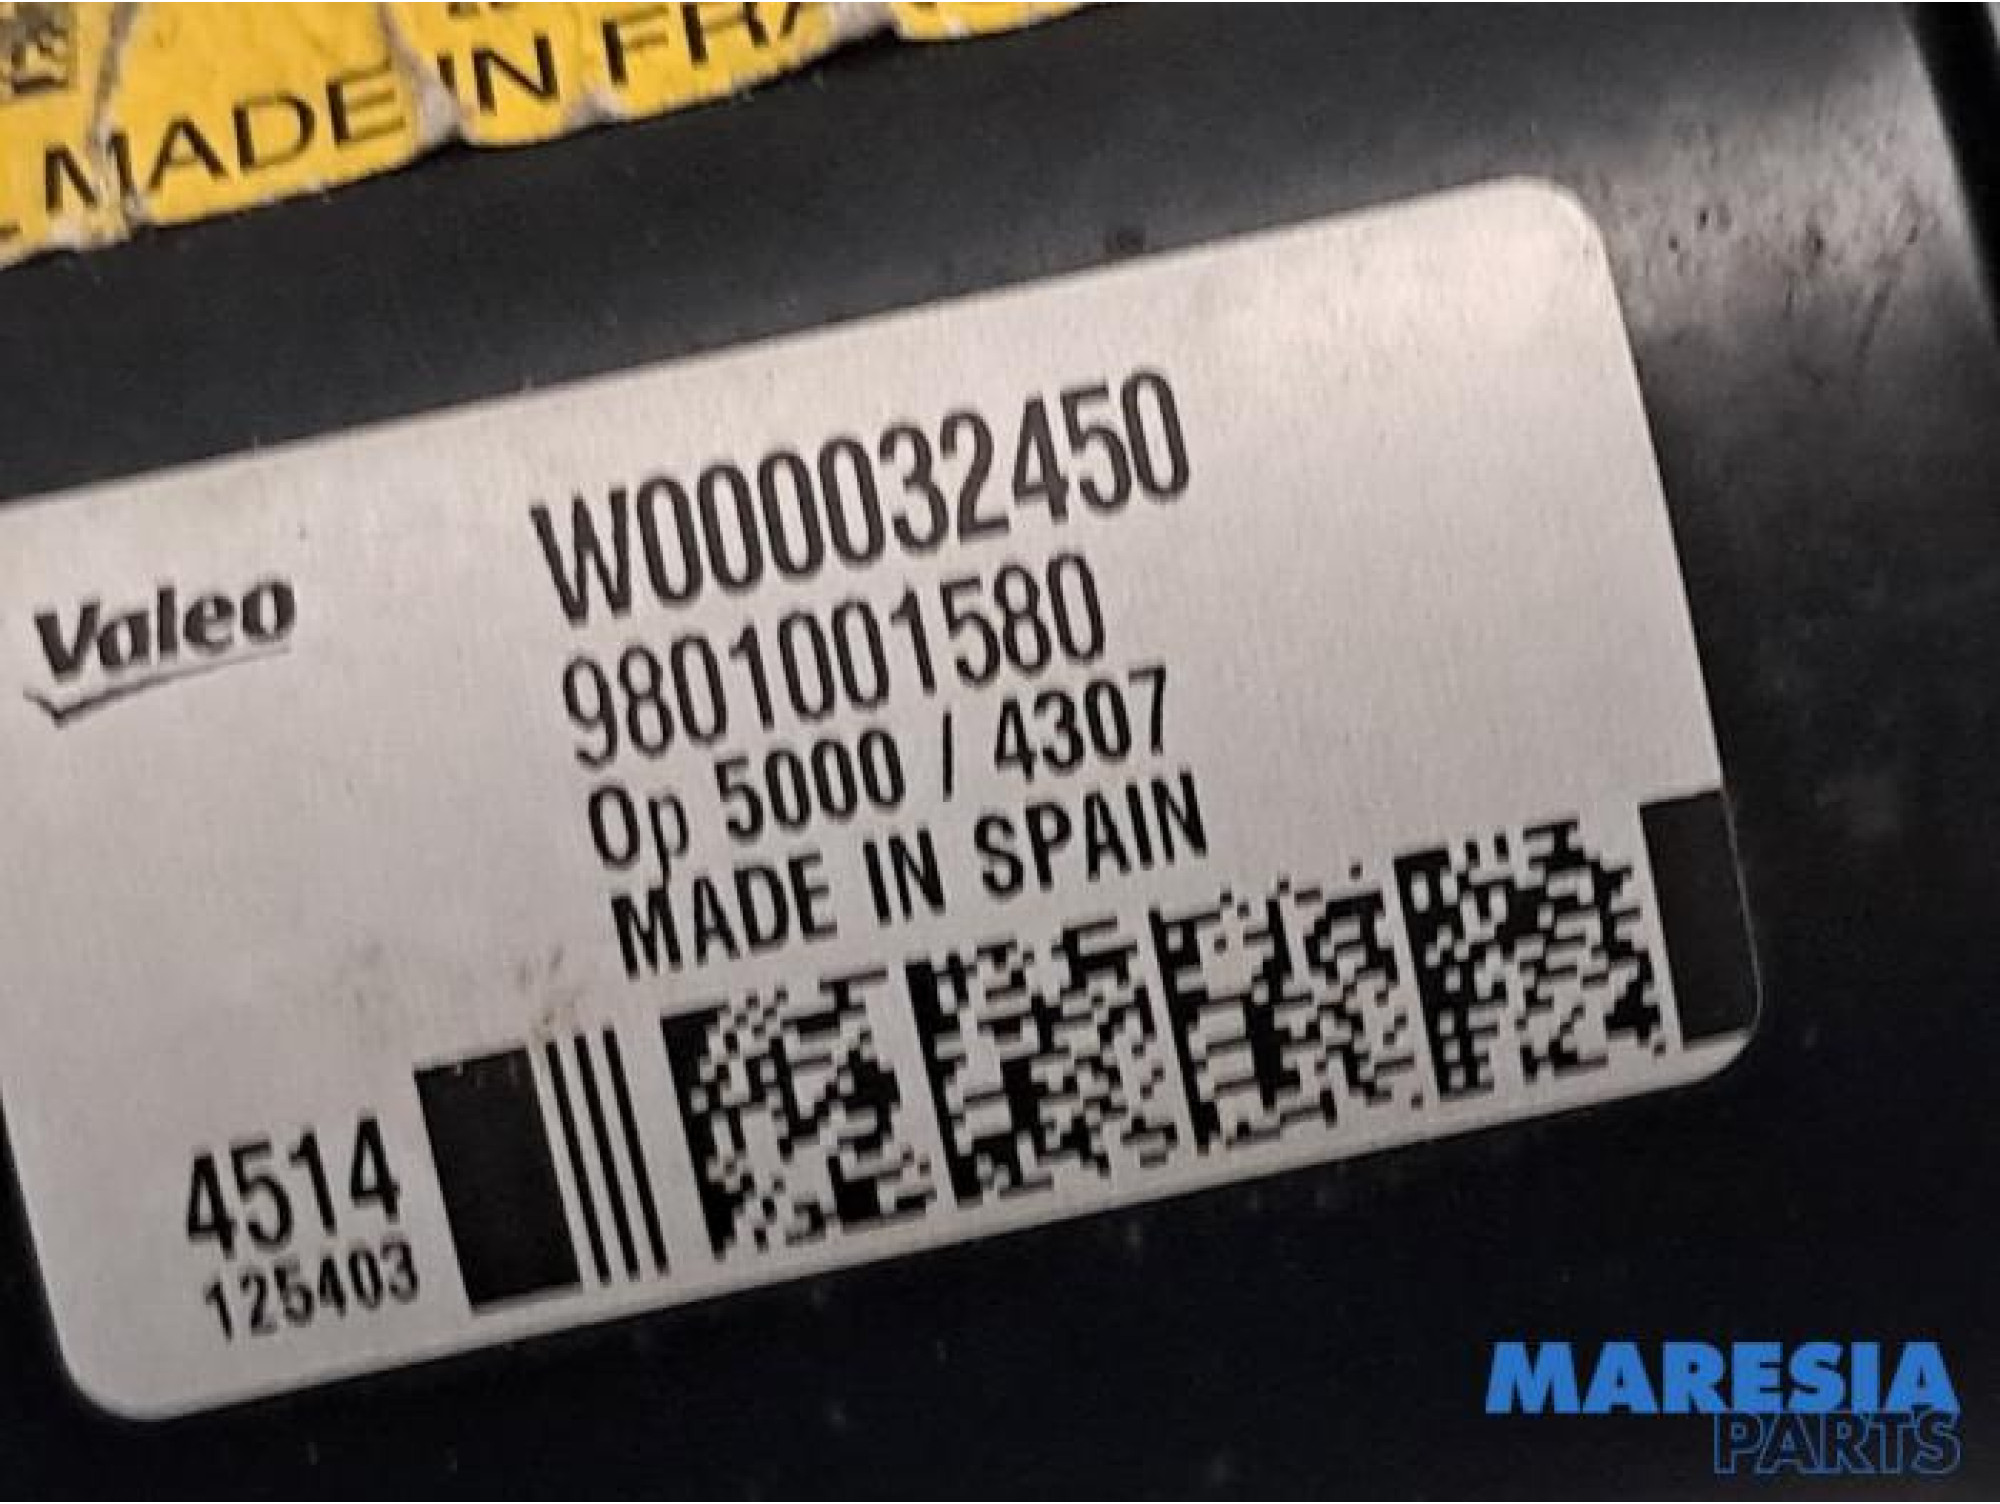 MADE IN FRA
W000032450
Valeo
9801001580
Op 5000 / 4307
MADE IN SPAIN
4514
125403
MARESIA
PARTS